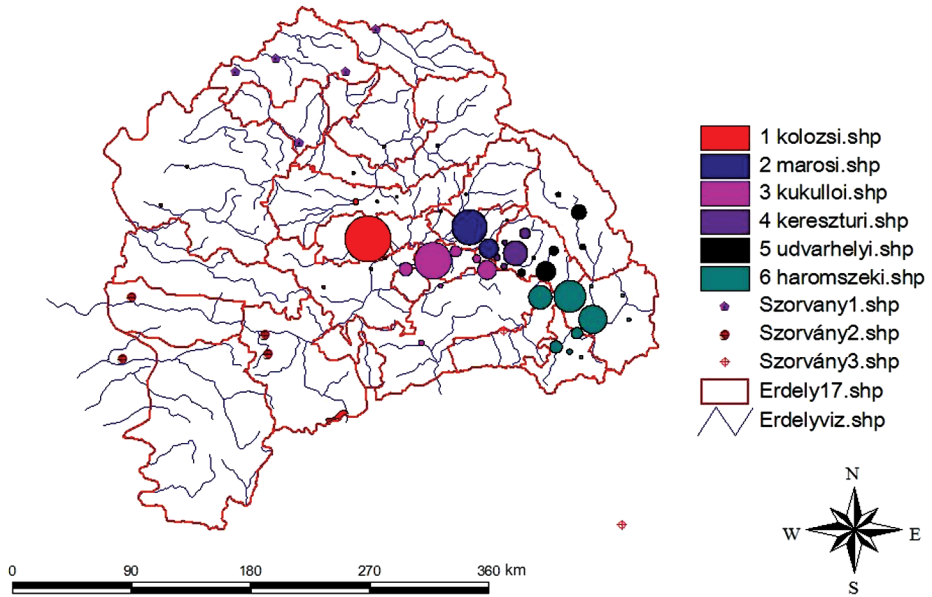 1 kolozsi.shp
2 marosi.shp
3 kukulloi.shp
4 kereszturi.shp
5 udvarhelyi.shp
6 haromszeki.shp
Szorvany1.shp
Szorvány2.shp
Szorvány3.shp
Erdely17.shp
Erdelyviz.shp
N
W E
S
0 90 180 270 360 km